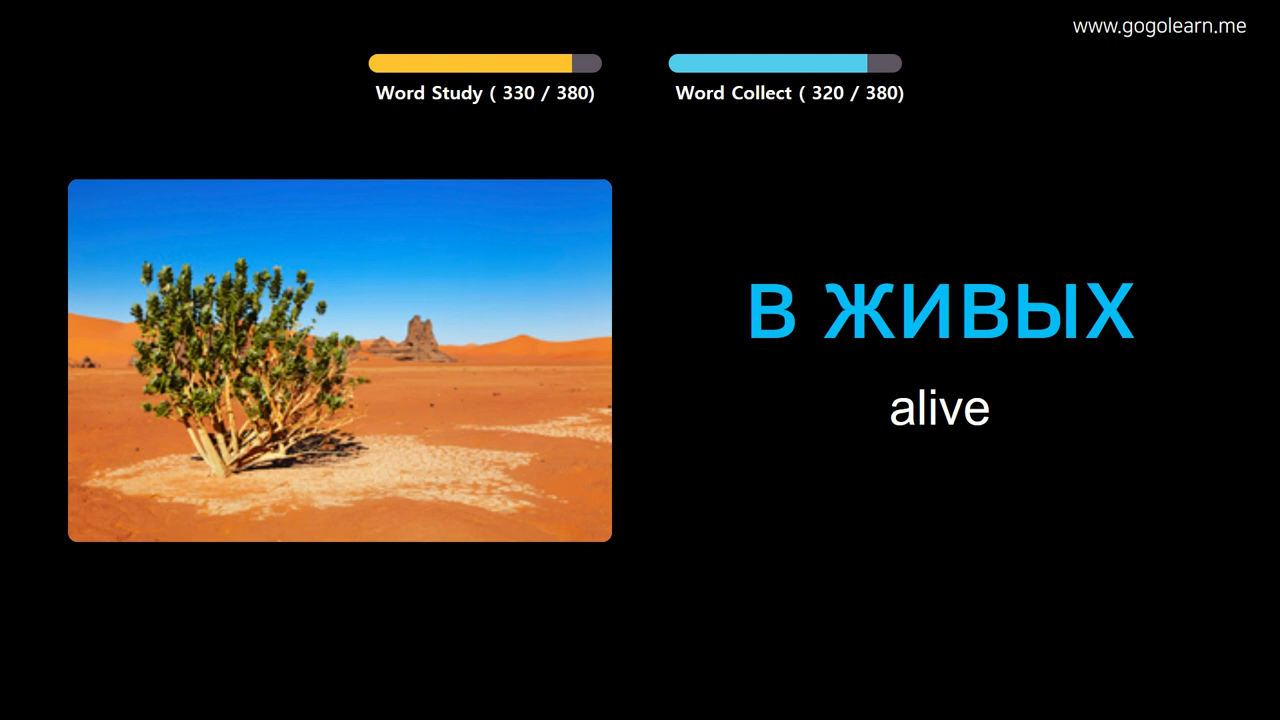 www.gogolearn.me
Word Study ( 330 / 380)
Word Collect ( 320 / 380)
в живых
alive